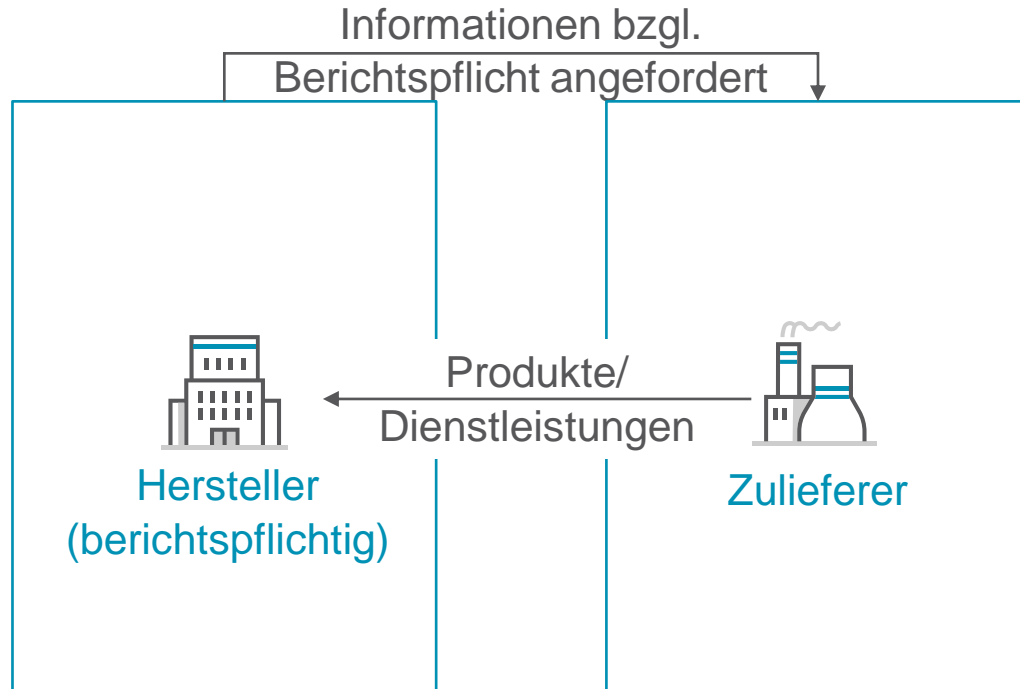 Informationen bzgl.
Berichtspflicht angefordert
Produkte/
Dienstleistungen
Hersteller
(berichtspflichtig)
Zulieferer